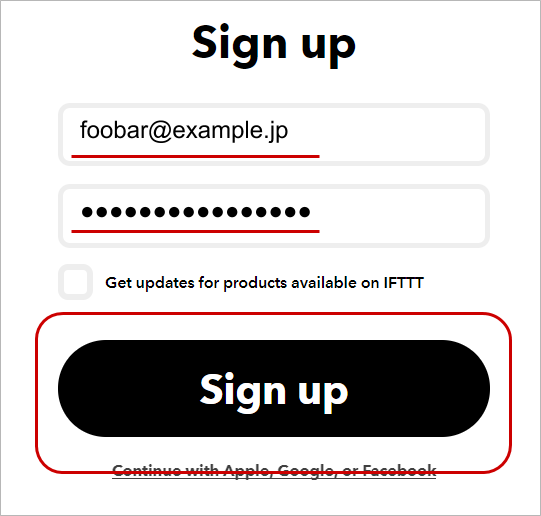 Sign up
foobar@example.jp
••••••••••••••••
Get updates for products available on IFTTT
Sign up
Continue with Apple, Google, or Facebook